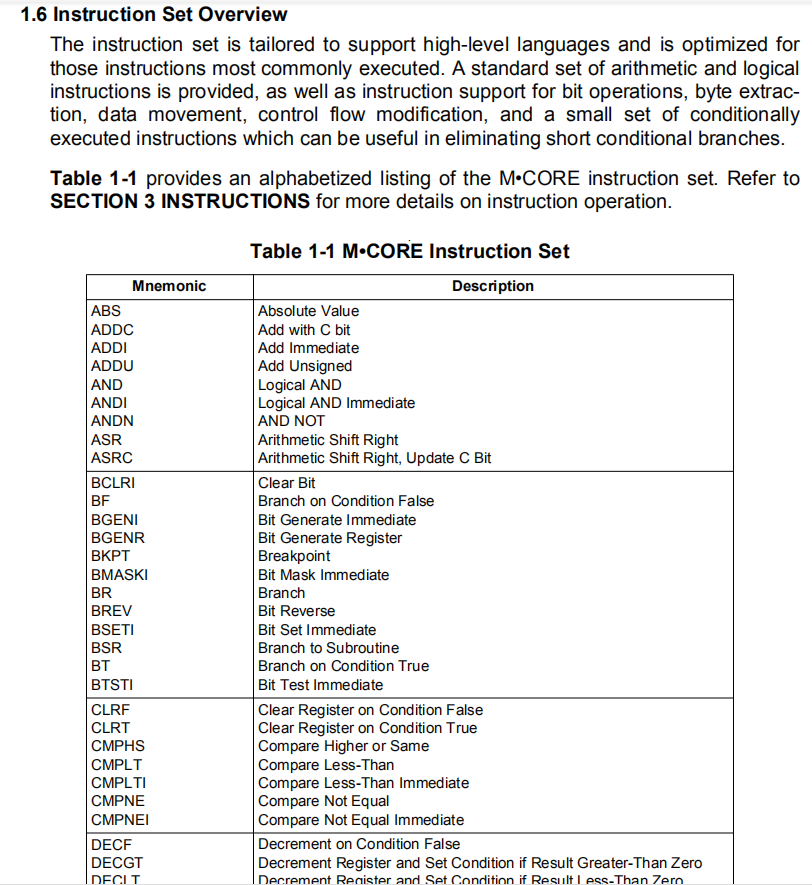 1.6 Instruction Set Overview
The instruction set is tailored to support high-level languages and is optimized for
those instructions most commonly executed. A standard set of arithmetic and logical
instructions is provided, as well as instruction support for bit operations, byte extrac-
tion, data movement, control flow modification, and a small set of conditionally
executed instructions which can be useful in eliminating short conditional branches.
Table 1-1 provides an alphabetized listing of the M•CORE instruction set. Refer to
SECTION 3 INSTRUCTIONS for more details on instruction operation.
Table 1-1 M•CORE Instruction Set
Mnemonic Description
ABS Absolute Value
ADDC Add with C bit
ADDI Add Immediate
ADDU Add Unsigned
AND Logical AND
ANDI Logical AND Immediate
ANDN AND NOT
ASR Arithmetic Shift Right
ASRC Arithmetic Shift Right, Update C Bit
BCLRI Clear Bit
BF Branch on Condition False
BGENI Bit Generate Immediate
BGENR Bit Generate Register
BKPT Breakpoint
BMASKI Bit Mask Immediate
BR Branch
BREV Bit Reverse
BSETI Bit Set Immediate
BSR Branch to Subroutine
BT Branch on Condition True
BTSTI Bit Test Immediate
CLRF Clear Register on Condition False
CLRT Clear Register on Condition True
CMPHS Compare Higher or Same
CMPLT Compare Less-Than
CMPLTI Compare Less-Than Immediate
CMPNE Compare Not Equal
CMPNEI Compare Not Equal Immediate
DECF Decrement on Condition False
DECGT Decrement Register and Set Condition if Result Greater-Than Zero
DECLT Decrement Register and Set Condition if Result Less-Than Zero